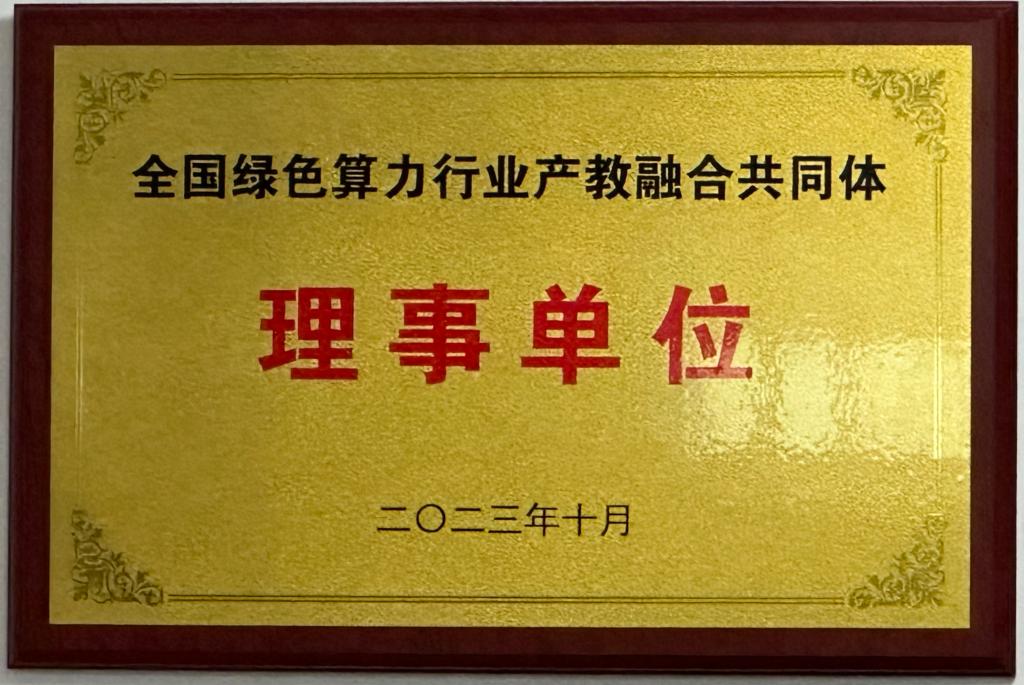 全国绿色算力行业产教融合共同体
理事单位
二〇二三年十月